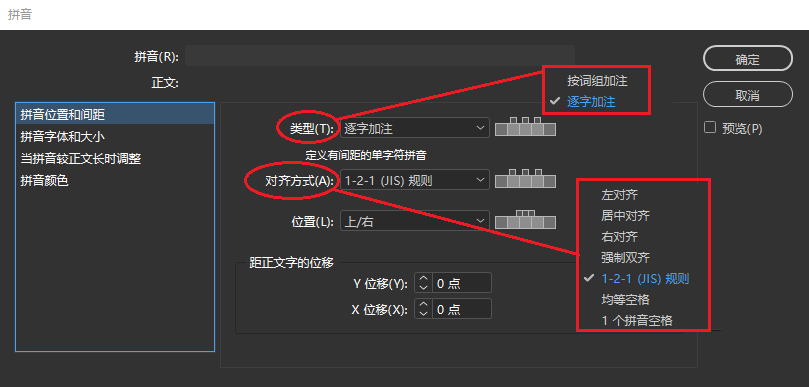 拼音
拼音(R):
正文:
确定
取消
预览(P)
拼音位置和间距
拼音字体和大小
当拼音较正文长时调整
拼音颜色
类型(T): 逐字加注
按词组加注
逐字加注
定义有间距的单字符拼音
对齐方式(A): 1-2-1 (JIS) 规则
位置(L): 上/右
距正文字的位移
Y 位移(Y): 0 点
X 位移(X): 0 点
左对齐
居中对齐
右对齐
强制双齐
1-2-1 (JIS) 规则
均等空格
1 个拼音空格